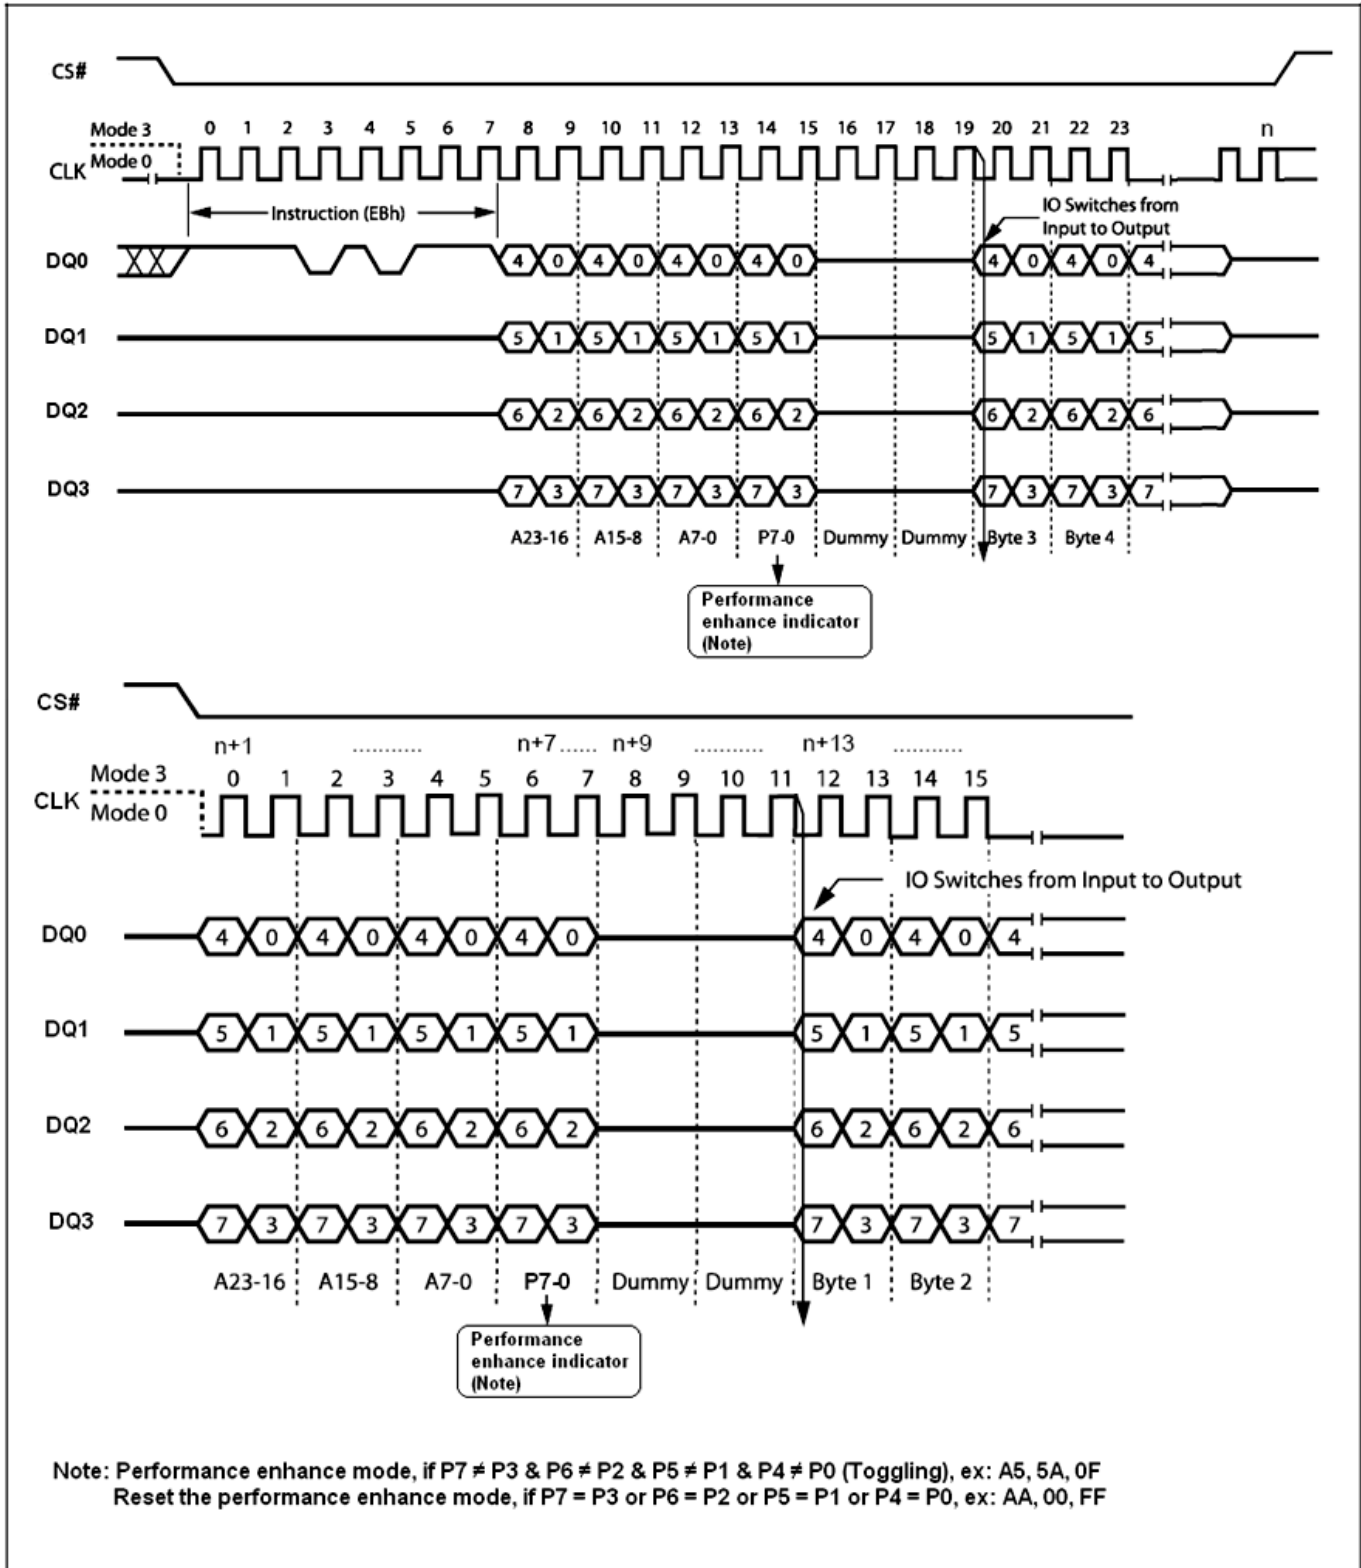 CS#
Mode 3
0 1 2 3 4 5 6 7 8 9 10 11 12 13 14 15 16 17 18 19 20 21 22 23 n
CLK Mode 0
Instruction (EBh)
IO Switches from
Input to Output
DQ0 4 0 4 0 4 0 4 0 4 0 4 0 4
DQ1 5 1 5 1 5 1 5 1 5 1 5 1 5
DQ2 6 2 6 2 6 2 6 2 6 2 6 2 6
DQ3 7 3 7 3 7 3 7 3 7 3 7 3 7
A23-16 A15-8 A7-0 P7-0 Dummy Dummy Byte 3 Byte 4
Performance
enhance indicator
(Note)
CS#
n+1 ........... n+7 ...... n+9 ........... n+13 ...........
Mode 3
0 1 2 3 4 5 6 7 8 9 10 11 12 13 14 15
CLK Mode 0
IO Switches from Input to Output
DQ0 4 0 4 0 4 0 4 0 4 0 4 0 4
DQ1 5 1 5 1 5 1 5 1 5 1 5 1 5
DQ2 6 2 6 2 6 2 6 2 6 2 6 2 6
DQ3 7 3 7 3 7 3 7 3 7 3 7 3 7
A23-16 A15-8 A7-0 P7-0 Dummy Dummy Byte 1 Byte 2
Performance
enhance indicator
(Note)
Note: Performance enhance mode, if P7 ≠ P3 & P6 ≠ P2 & P5 ≠ P1 & P4 ≠ P0 (Toggling), ex: A5, 5A, 0F
Reset the performance enhance mode, if P7 = P3 or P6 = P2 or P5 = P1 or P4 = P0, ex: AA, 00, FF